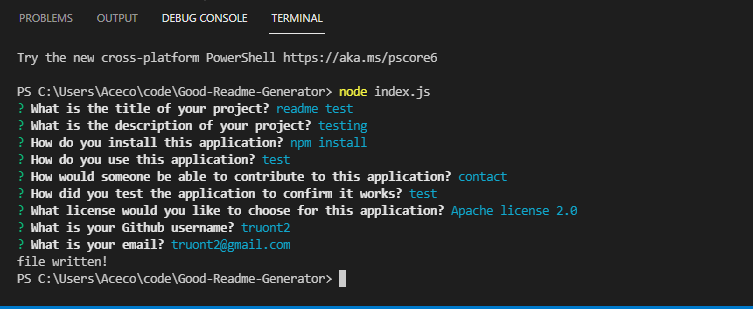 PROBLEMS OUTPUT DEBUG CONSOLE TERMINAL
Try the new cross-platform PowerShell https://aka.ms/pscore6
PS C:\Users\Aceco\code\Good-Readme-Generator> node index.js
? What is the title of your project? readme test
? What is the description of your project? testing
? How do you install this application? npm install
? How do you use this application? test
? How would someone be able to contribute to this application? contact
? How did you test the application to confirm it works? test
? What license would you like to choose for this application? Apache license 2.0
? What is your Github username? truont2
? What is your email? truont2@gmail.com
file written!
PS C:\Users\Aceco\code\Good-Readme-Generator>